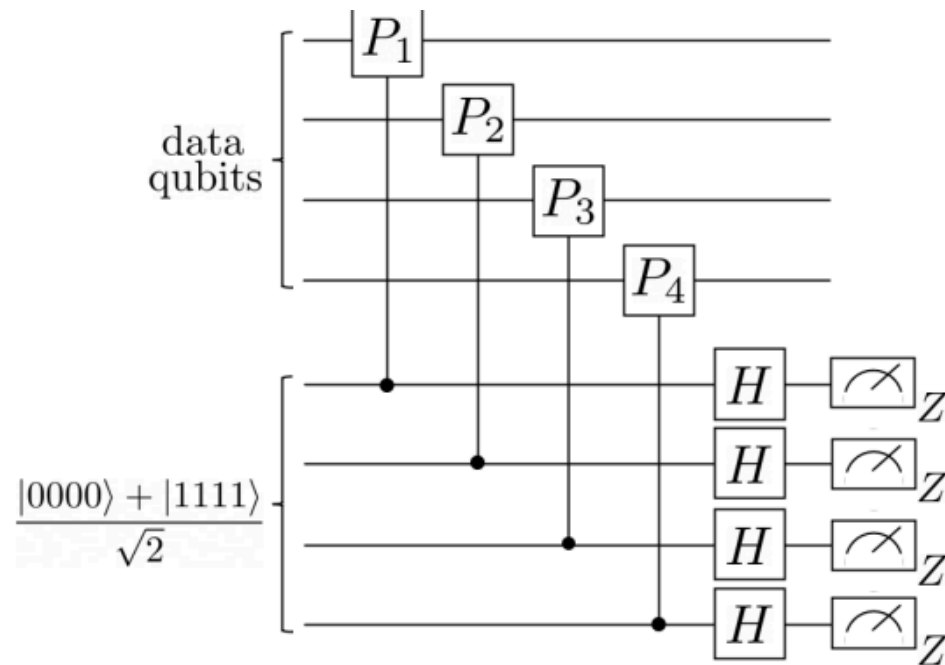 P₁
P₂
data
qubits
P₃
P₄
H
Z
H
Z
|0000⟩ + |1111⟩
√2
H
Z
H
Z